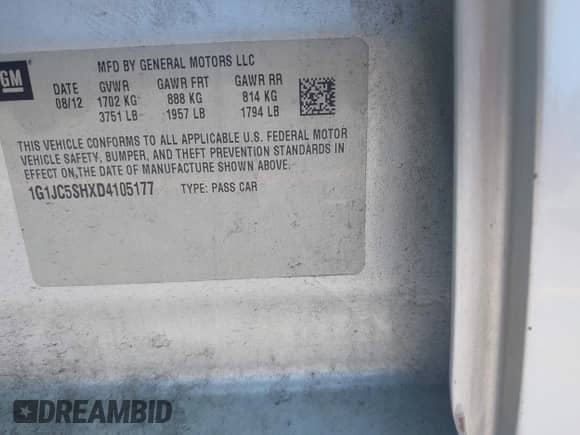 GM
MFD BY GENERAL MOTORS LLC
DATE GVWR GAWR FRT GAWR RR
08/12 1702 KG 888 KG 814 KG
3751 LB 1957 LB 1794 LB
THIS VEHICLE CONFORMS TO ALL APPLICABLE U.S. FEDERAL MOTOR
VEHICLE SAFETY, BUMPER, AND THEFT PREVENTION STANDARDS IN
EFFECT ON,THE DATE OF MANUFACTURE SHOWN ABOVE.
1G1JC5SHXD4105177 TYPE: PASS CAR
DREAMBID